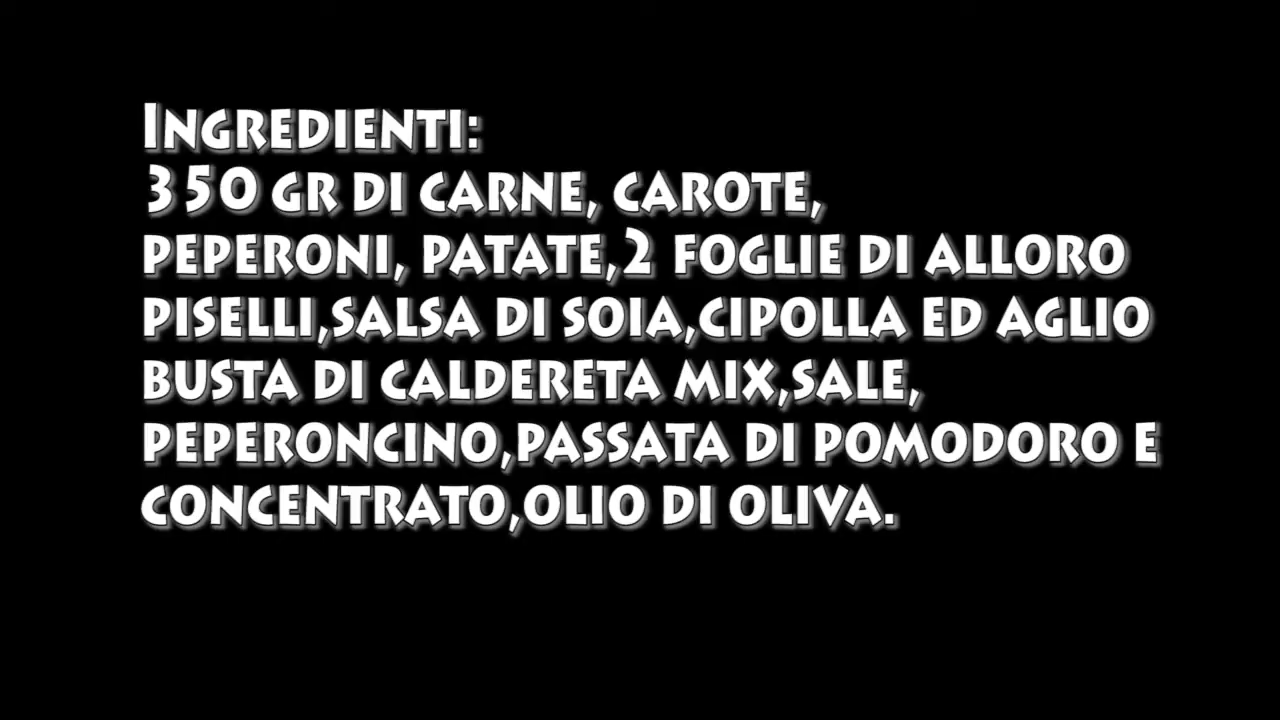 INGREDIENTI:
350 GR DI CARNE, CAROTE,
PEPERONI, PATATE,2 FOGLIE DI ALLORO
PISELLI,SALSA DI SOIA,CIPOLLA ED AGLIO
BUSTA DI CALDERETA MIX,SALE,
PEPERONCINO,PASSATA DI POMODORO E
CONCENTRATO,OLIO DI OLIVA.